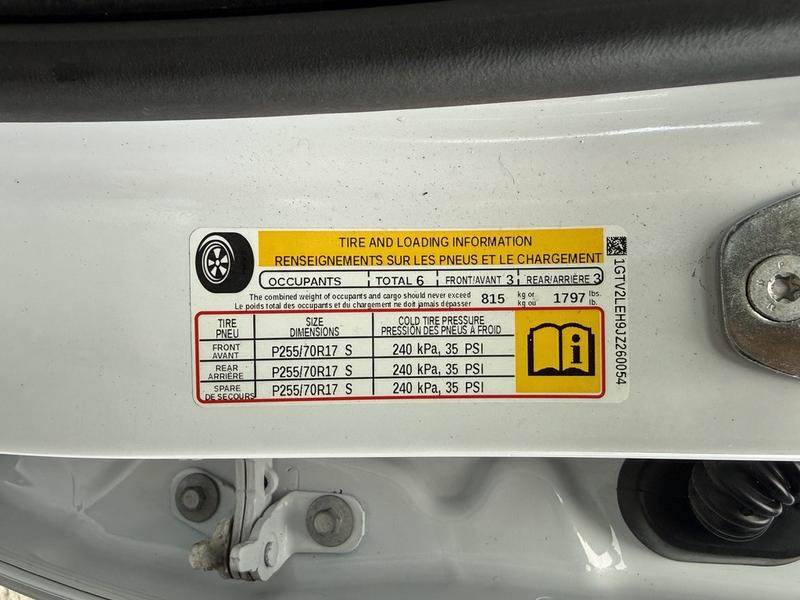 TIRE AND LOADING INFORMATION
RENSEIGNEMENTS SUR LES PNEUS ET LE CHARGEMENT
OCCUPANTS TOTAL 6 FRONT/AVANT 3 REAR/ARRIÈRE 3
The combined weight of occupants and cargo should never exceed 815 kg or 1797 lbs.
Le poids total des occupants et du chargement ne doit jamais dépasser kg ou lb.
TIRE SIZE COLD TIRE PRESSURE
PNEU DIMENSIONS PRESSION DES PNEUS À FROID
FRONT
AVANT P255/70R17 S 240 kPa, 35 PSI
REAR
ARRIÈRE P255/70R17 S 240 kPa, 35 PSI
SPARE
DE SECOURS P255/70R17 S 240 kPa, 35 PSI
i
1GTV2LEH9JZ260054